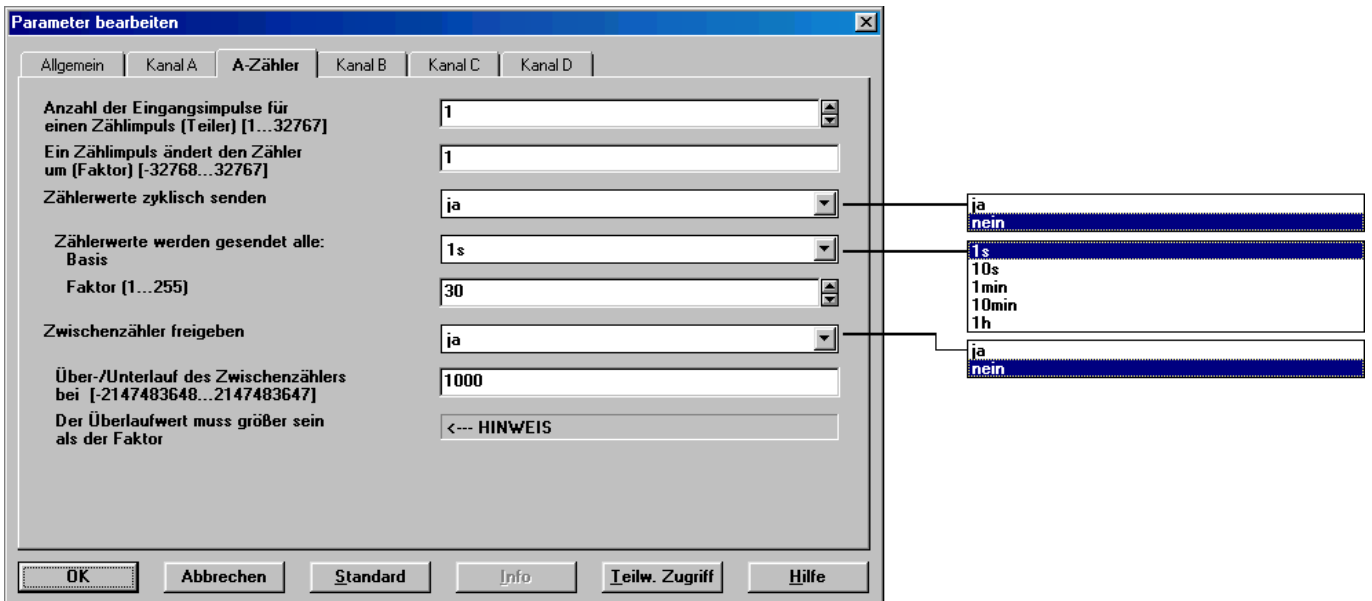 Parameter bearbeiten
Allgemein Kanal A A-Zähler Kanal B Kanal C Kanal D
Anzahl der Eingangsimpulse für
einen Zählimpuls (Teiler) [1...32767]
1
Ein Zählimpuls ändert den Zähler
um (Faktor) [-32768...32767]
1
Zählerwerte zyklisch senden
ja
ja
nein
Zählerwerte werden gesendet alle:
Basis
1s
1s
10s
1min
10min
1h
Faktor (1...255)
30
Zwischenzähler freigeben
ja
ja
nein
Über-/Unterlauf des Zwischenzählers
bei [-2147483648...2147483647]
1000
Der Überlaufwert muss größer sein
als der Faktor
<--- HINWEIS
OK Abbrechen Standard Info Teilw. Zugriff Hilfe